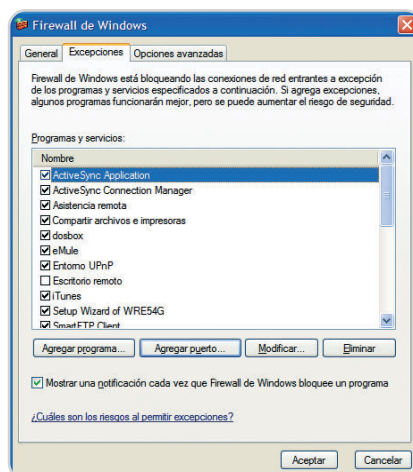 Firewall de Windows
General Excepciones Opciones avanzadas
Firewall de Windows está bloqueando las conexiones de red entrantes a excepción
de los programas y servicios especificados a continuación. Si agrega excepciones,
algunos programas funcionarán mejor, pero se puede aumentar el riesgo de seguridad.
Programas y servicios:
Nombre
ActiveSync Application
ActiveSync Connection Manager
Asistencia remota
Compartir archivos e impresoras
dosbox
eMule
Entorno UPnP
Escritorio remoto
iTunes
Setup Wizard of WRE54G
SmartFTP Client
Agregar programa... Agregar puerto... Modificar... Eliminar
Mostrar una notificación cada vez que Firewall de Windows bloquee un programa
¿Cuáles son los riesgos al permitir excepciones?
Aceptar Cancelar